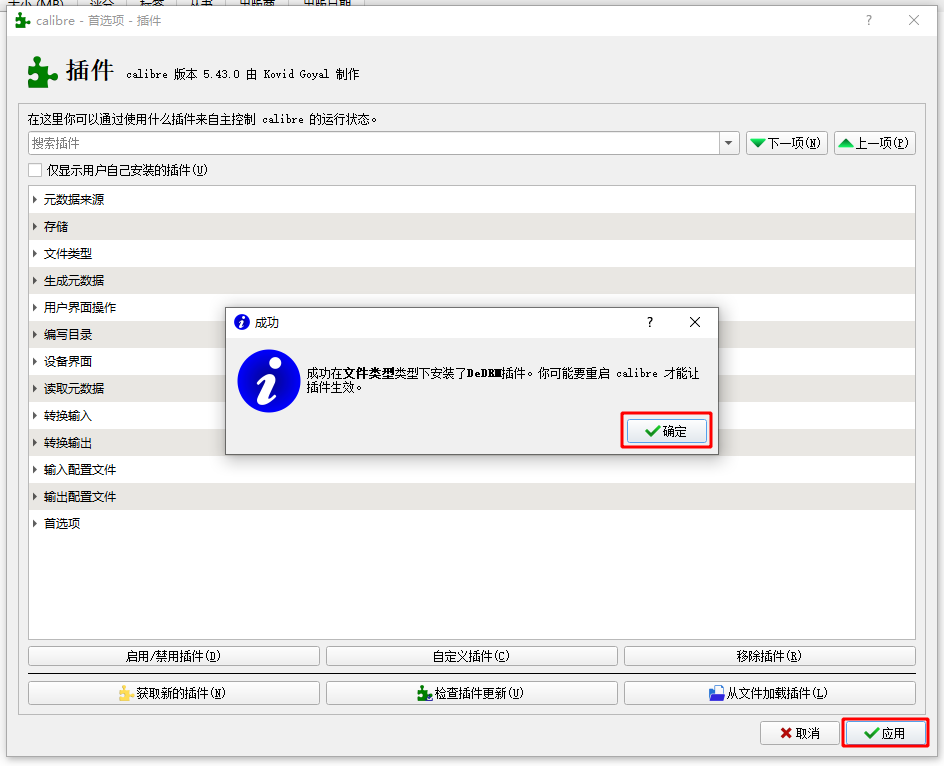 calibre - 首选项 - 插件
插件 calibre 版本 5.43.0 由 Kovid Goyal 制作
在这里你可以通过使用什么插件来自主控制 calibre 的运行状态。
搜索插件 下一项(N) 上一项(P)
仅显示用户自己安装的插件(U)
元数据来源
存储
文件类型
生成元数据
用户界面操作
编写目录
设备界面
读取元数据
转换输入
转换输出
输入配置文件
输出配置文件
首选项
成功
成功在文件类型类型下安装了DeDRM插件。你可能要重启 calibre 才能让
插件生效。
确定
启用/禁用插件(D) 自定义插件(C) 移除插件(R)
获取新的插件(N) 检查插件更新(U) 从文件加载插件(L)
取消 应用